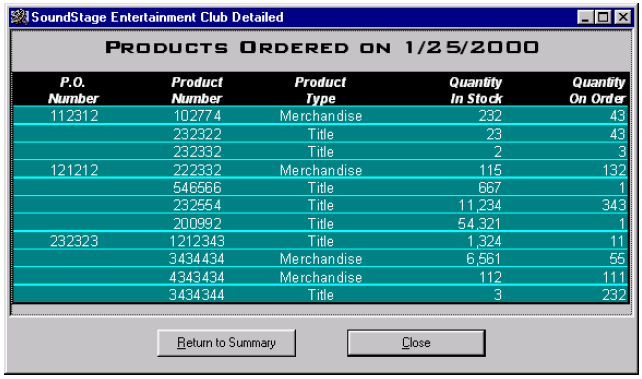 SoundStage Entertainment Club Detailed
Products Ordered on 1/25/2000
P.O. Number Product Number Product Type Quantity In Stock Quantity On Order
112312 102774 Merchandise 232 43
232322 Title 23 43
232332 Title 2 3
121212 222332 Merchandise 115 132
546566 Title 667 1
232554 Title 11,234 343
200992 Title 54,321 1
232323 1212343 Title 1,324 11
3434434 Merchandise 6,561 55
4343434 Merchandise 112 111
3434344 Title 3 232
Return to Summary Close